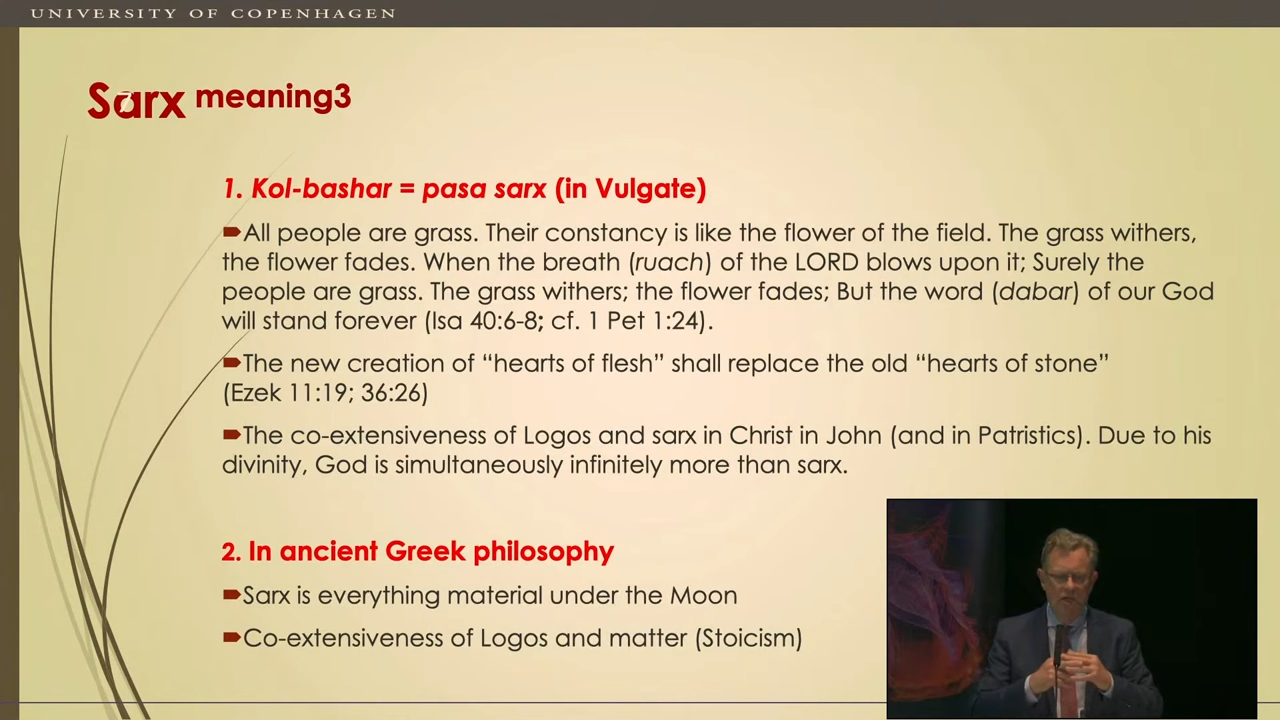 UNIVERSITY OF COPENHAGEN
Sarx meaning3
7
1. Kol-bashar = pasa sarx (in Vulgate)
All people are grass. Their constancy is like the flower of the field. The grass withers,
the flower fades. When the breath (ruach) of the LORD blows upon it; Surely the
people are grass. The grass withers; the flower fades; But the word (dabar) of our God
will stand forever (Isa 40:6-8; cf. 1 Pet 1:24).
The new creation of “hearts of flesh” shall replace the old “hearts of stone”
(Ezek 11:19; 36:26)
The co-extensiveness of Logos and sarx in Christ in John (and in Patristics). Due to his
divinity, God is simultaneously infinitely more than sarx.
2. In ancient Greek philosophy
Sarx is everything material under the Moon
Co-extensiveness of Logos and matter (Stoicism)